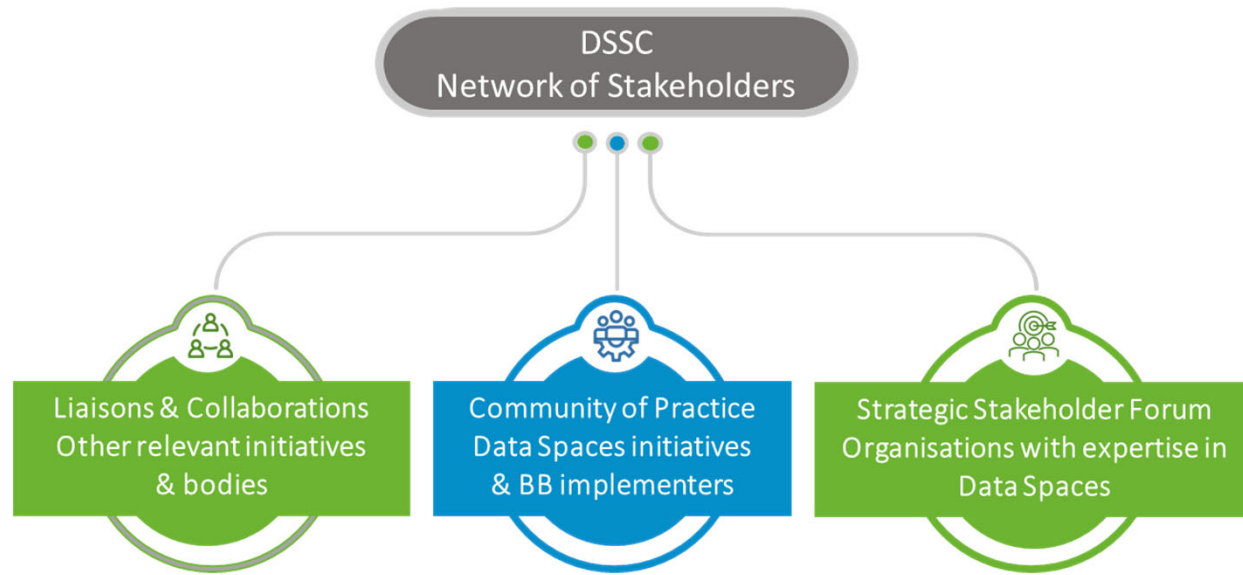 DSSC
Network of Stakeholders
Liaisons & Collaborations
Other relevant initiatives
& bodies
Community of Practice
Data Spaces initiatives
& BB implementers
Strategic Stakeholder Forum
Organisations with expertise in
Data Spaces